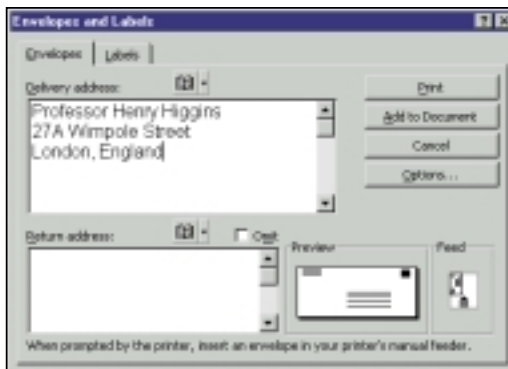 Envelopes and Labels
Envelopes Labels
Delivery address:
Professor Henry Higgins
27A Wimpole Street
London, England
Print
Add to Document
Cancel
Options...
Return address:
Omit
Preview
Feed
When prompted by the printer, insert an envelope in your printer's manual feeder.